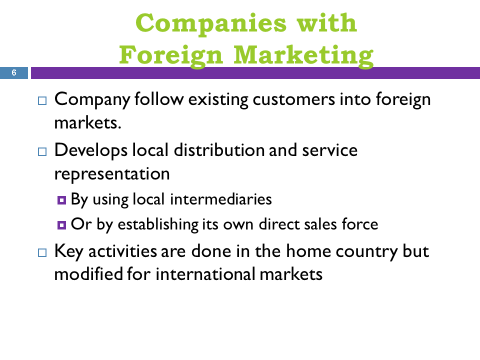 Companies with
Foreign Marketing
6
Company follow existing customers into foreign
markets.
Develops local distribution and service
representation
By using local intermediaries
Or by establishing its own direct sales force
Key activities are done in the home country but
modified for international markets